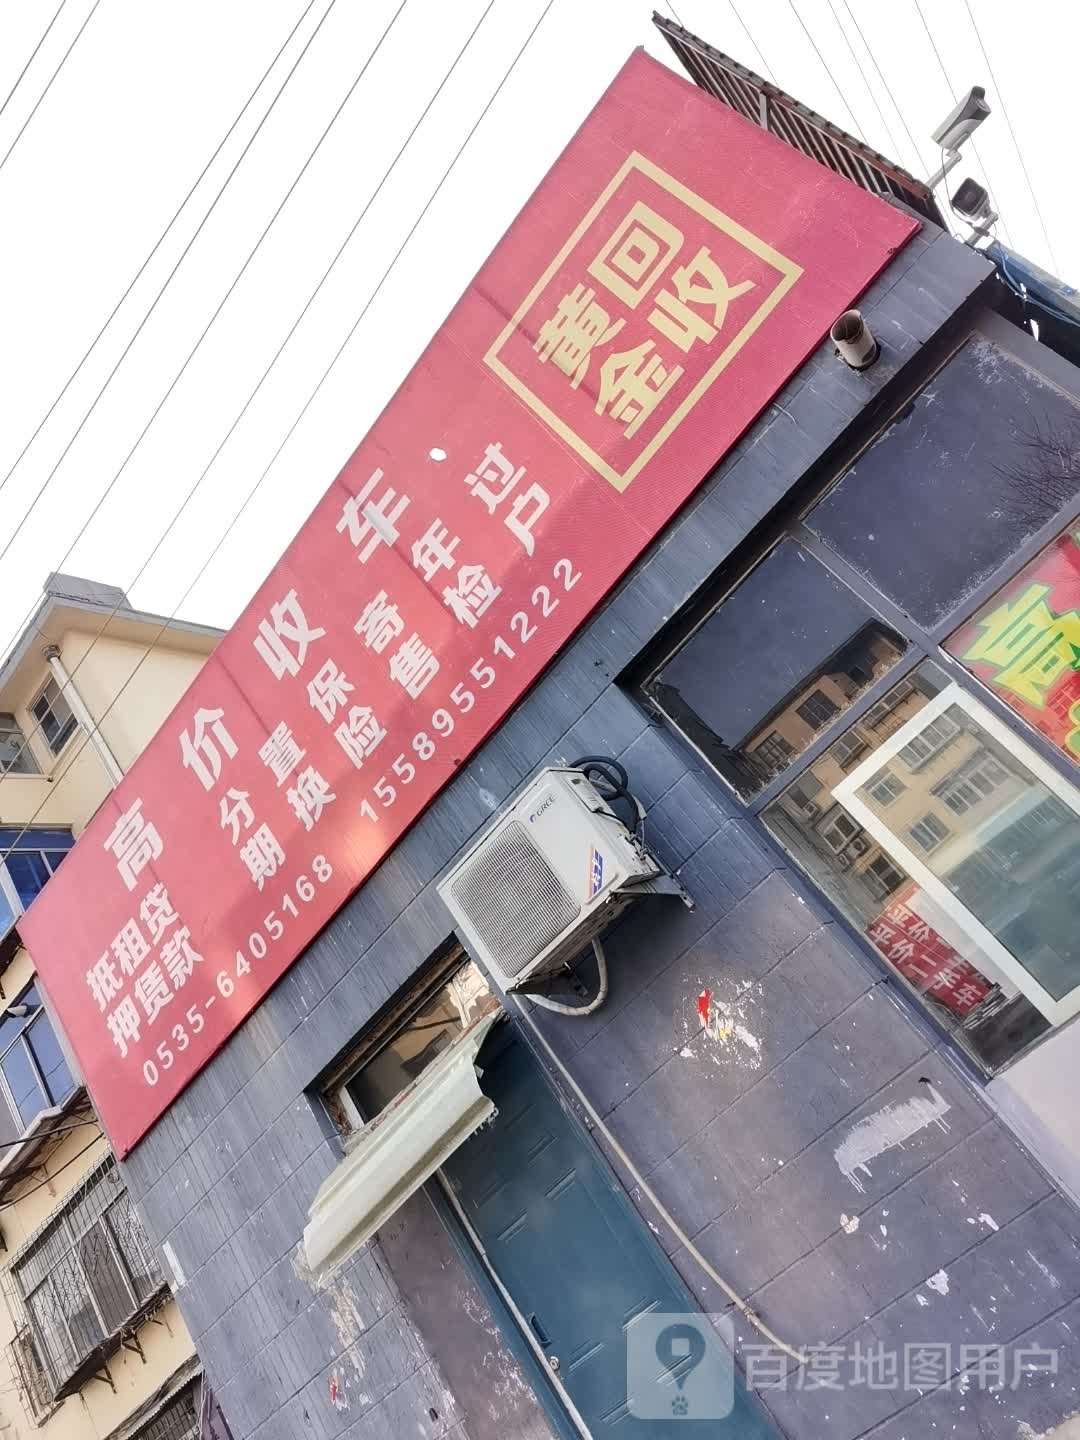 高价收车
抵押 租赁 贷款 分期 置换 保险 寄售 年检 过户
0535-6405168 15589551222
黄金
回收
GREE
高
百度地图用户